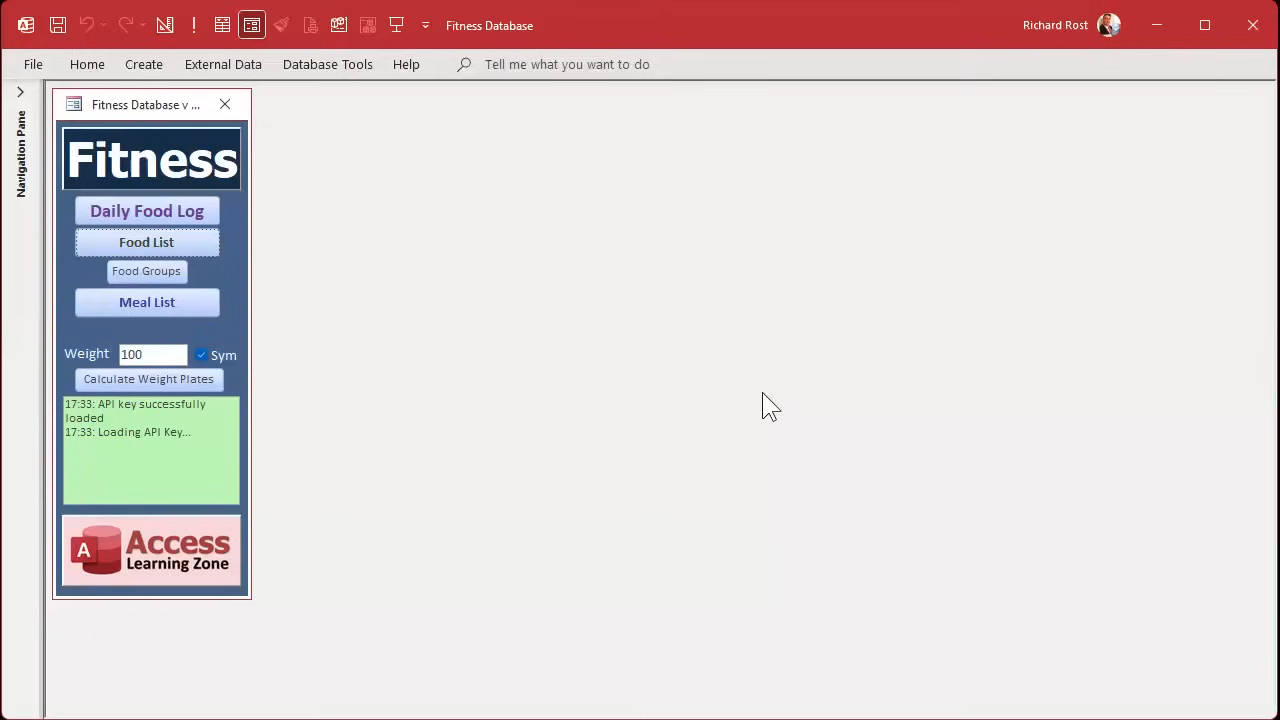 Fitness Database
Richard Rost
File Home Create External Data Database Tools Help Tell me what you want to do
Navigation Pane
Fitness Database v ...
Fitness
Daily Food Log
Food List
Food Groups
Meal List
Weight 100 Sym
Calculate Weight Plates
17:33: API key successfully
loaded
17:33: Loading API Key...
A Access
Learning Zone